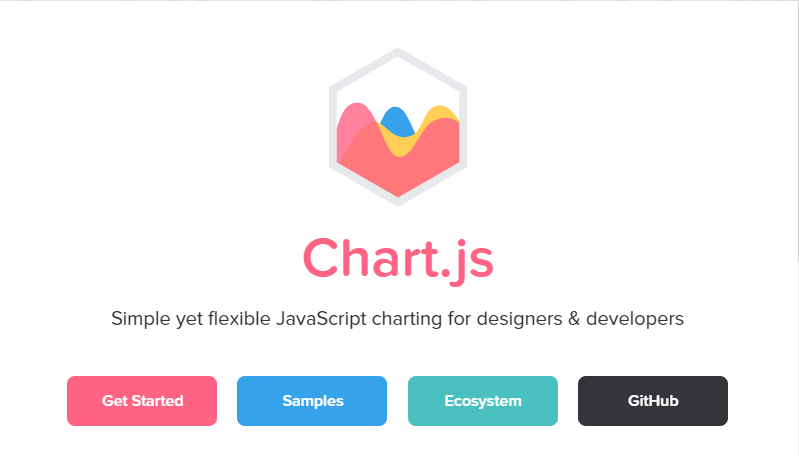 Chart.js
Simple yet flexible JavaScript charting for designers & developers
Get Started
Samples
Ecosystem
GitHub